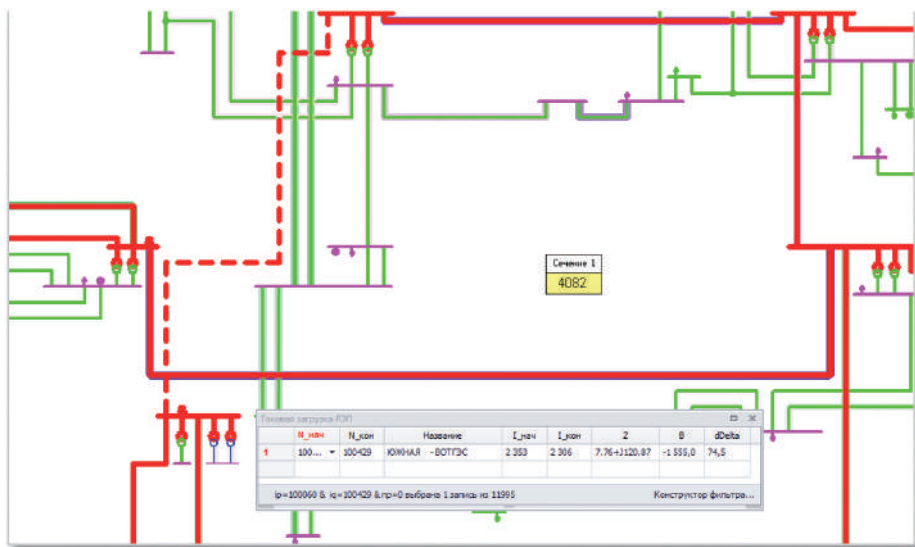 Сечение 1
4082
Токовая загрузка ЛЭП
N_нач N_кон Название I_нач I_кон Z B dDelta
1 100... 100429 ЮЖНАЯ - ВОТГЭС 2 353 2 306 7.76+J120.87 -1 555,0 74,5
ip=100060 & iq=100429 & np=0 выбрана 1 запись из 11995 Конструктор фильтра...